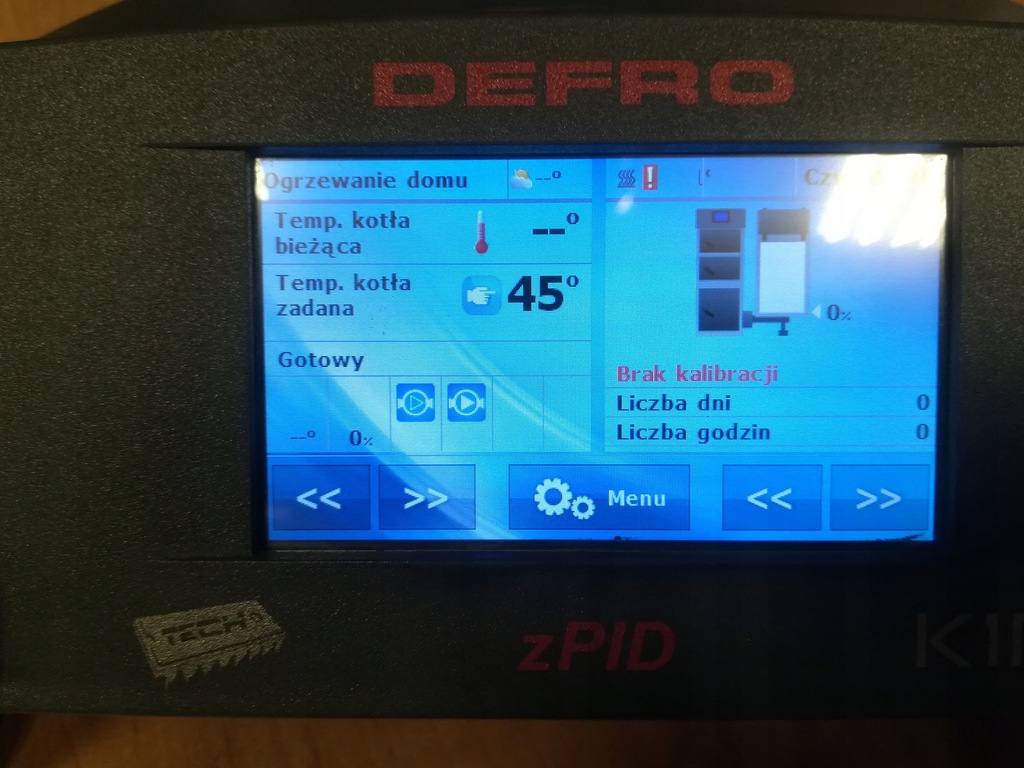 DEFRO
Ogrzewanie domu
--°
Temp. kotła
bieżąca
--°
Temp. kotła
zadana
45°
Gotowy
--°
0%
0%
Brak kalibracji
Liczba dni 0
Liczba godzin 0
<< >> Menu << >>
TECH
zPID